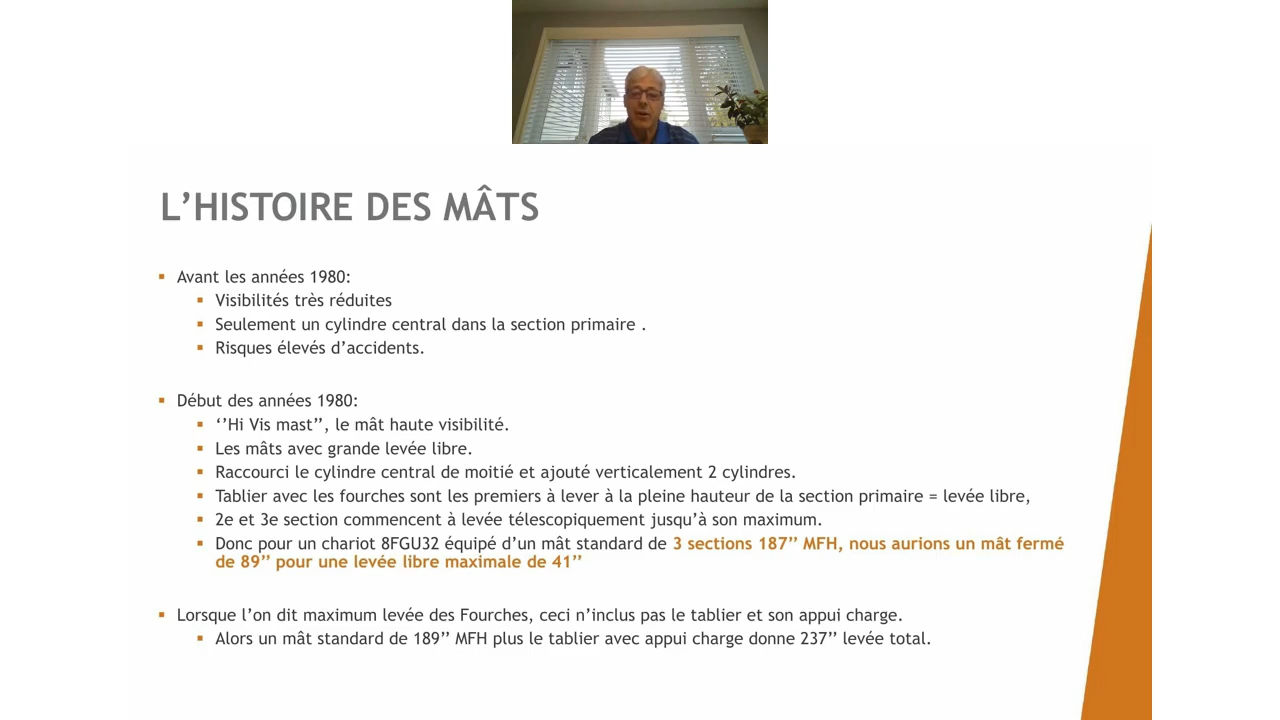 L’HISTOIRE DES MÂTS
Avant les années 1980:
Visibilités très réduites
Seulement un cylindre central dans la section primaire .
Risques élevés d’accidents.
Début des années 1980:
‘’Hi Vis mast’’, le mât haute visibilité.
Les mâts avec grande levée libre.
Raccourci le cylindre central de moitié et ajouté verticalement 2 cylindres.
Tablier avec les fourches sont les premiers à lever à la pleine hauteur de la section primaire = levée libre,
2e et 3e section commencent à levée télescopiquement jusqu’à son maximum.
Donc pour un chariot 8FGU32 équipé d’un mât standard de 3 sections 187’’ MFH, nous aurions un mât fermé
de 89’’ pour une levée libre maximale de 41’’
Lorsque l’on dit maximum levée des Fourches, ceci n’inclus pas le tablier et son appui charge.
Alors un mât standard de 189’’ MFH plus le tablier avec appui charge donne 237’’ levée total.